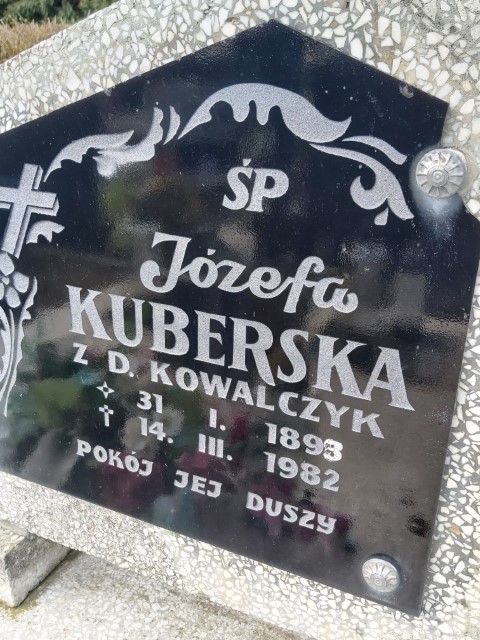 ŚP
Józefa
KUBERSKA
Z D. KOWALCZYK
✧ 31 I. 1893
† 14. III. 1982
POKÓJ JEJ DUSZY